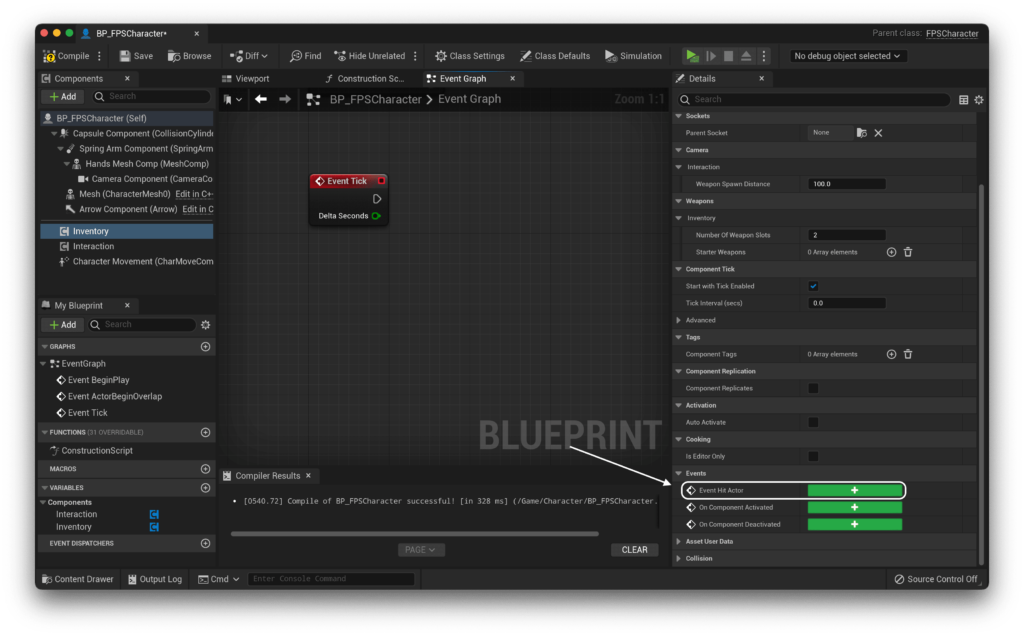 BP_FPSCharacter*
Parent class: FPSCharacter
Compile
Save
Browse
Diff
Find
Hide Unrelated
Class Settings
Class Defaults
Simulation
No debug object selected
Components
+ Add
Search
BP_FPSCharacter (Self)
Capsule Component (CollisionCylinde
Spring Arm Component (SpringArm
Hands Mesh Comp (MeshComp)
Camera Component (CameraCo
Mesh (CharacterMesh0) Edit in C+
Arrow Component (Arrow) Edit in C
Inventory
Interaction
Character Movement (CharMoveCom
My Blueprint
+ Add
Search
GRAPHS
EventGraph
Event BeginPlay
Event ActorBeginOverlap
Event Tick
FUNCTIONS (31 OVERRIDABLE)
ConstructionScript
MACROS
VARIABLES
Components
Interaction
Inventory
EVENT DISPATCHERS
Viewport
Construction Sc...
Event Graph
BP_FPSCharacter > Event Graph
Zoom 1:1
Event Tick
Delta Seconds
BLUEPRINT
Compiler Results
[0540.72] Compile of BP_FPSCharacter successful! [in 328 ms] (/Game/Character/BP_FPSCharacter.
PAGE
CLEAR
Details
Search
Sockets
Parent Socket None
Camera
Interaction
Weapon Spawn Distance 100.0
Weapons
Inventory
Number Of Weapon Slots 2
Starter Weapons 0 Array elements
Component Tick
Start with Tick Enabled
Tick Interval (secs) 0.0
Advanced
Tags
Component Tags 0 Array elements
Component Replication
Component Replicates
Activation
Auto Activate
Cooking
Is Editor Only
Events
Event Hit Actor +
On Component Activated +
On Component Deactivated +
Asset User Data
Collision
Content Drawer
Output Log
Cmd
Enter Console Command
Source Control Off